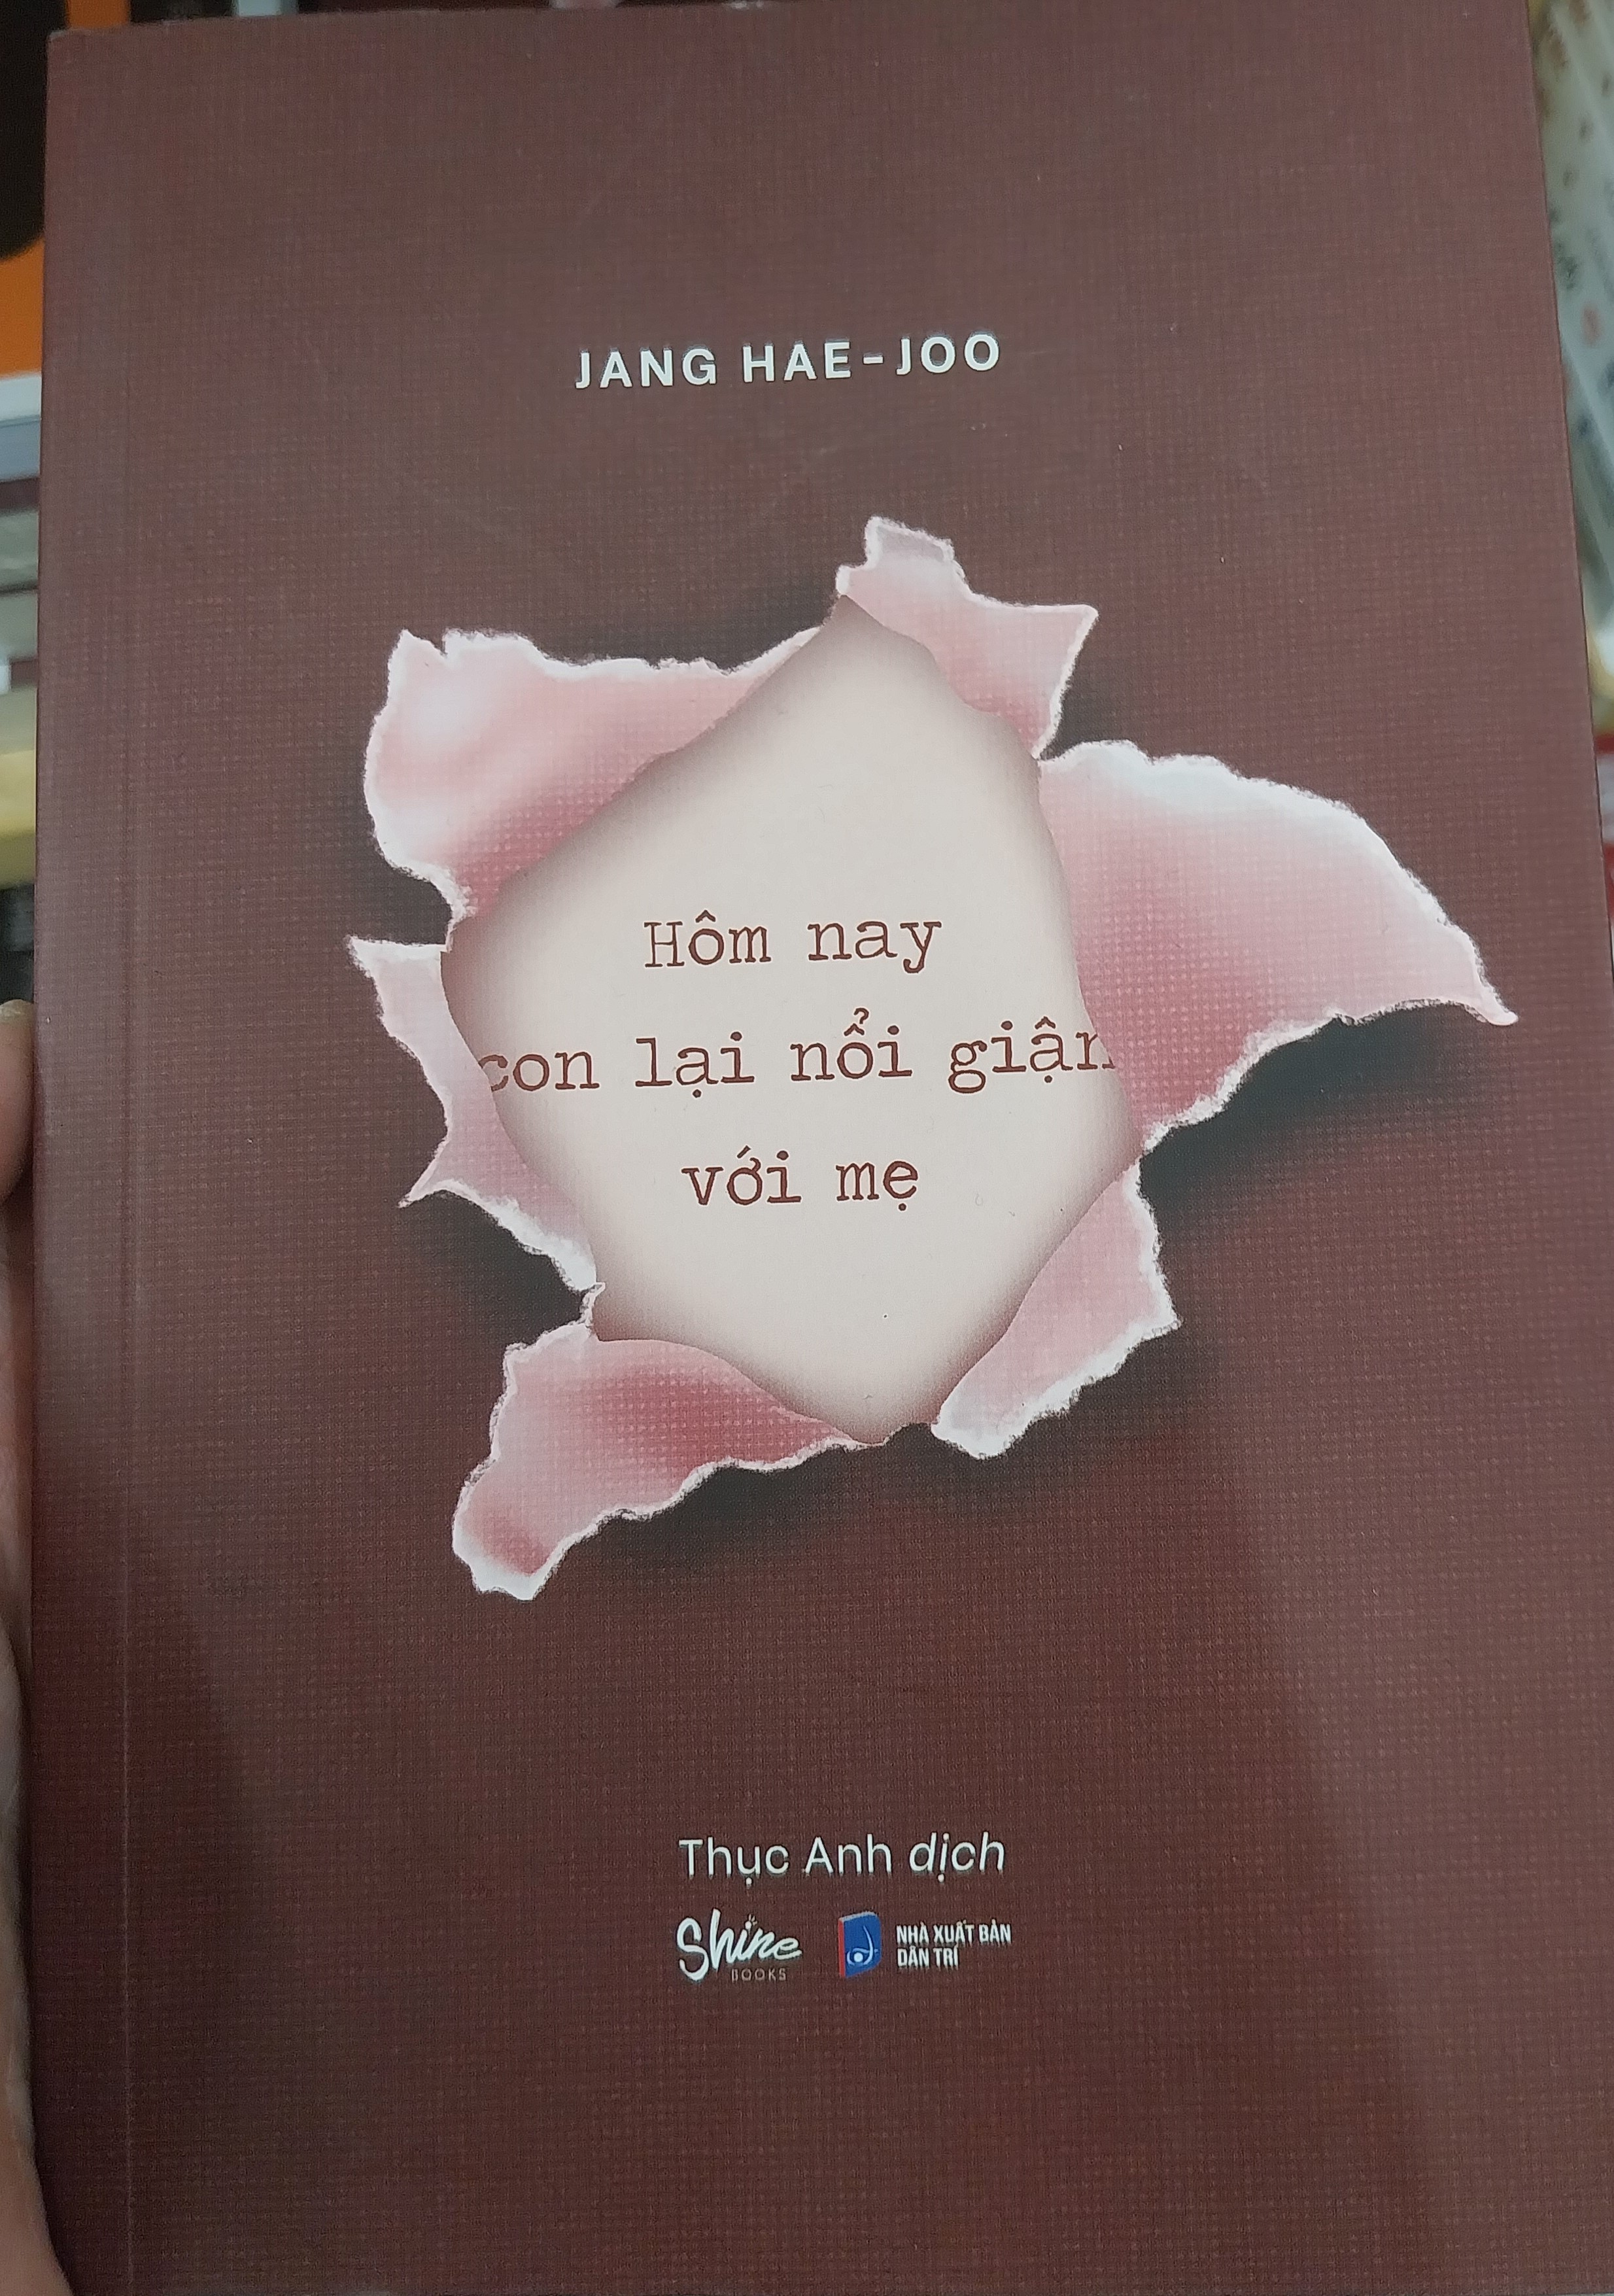 JANG HAE-JOO
Hôm nay
con lại nổi giận
với mẹ
Thục Anh dịch
Shine
BOOKS
NHÀ XUẤT BẢN
DÂN TRÍ